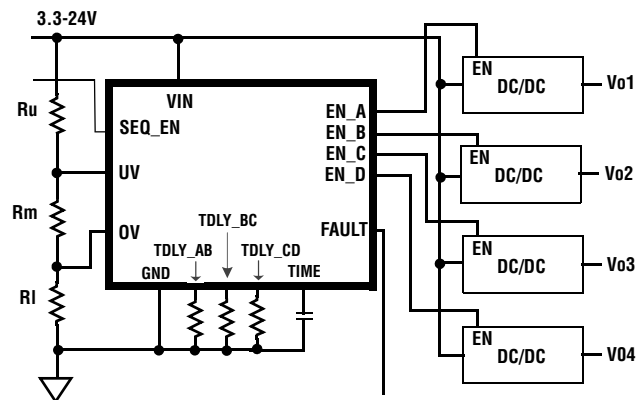 3.3-24V
VIN
EN
DC/DC
Vo1
Ru
SEQ_EN
EN_A
EN_B
EN_C
EN_D
EN
DC/DC
Vo2
UV
Rm
OV
TDLY_BC
TDLY_AB
TDLY_CD
FAULT
EN
DC/DC
Vo3
GND
TIME
Rl
EN
DC/DC
V04